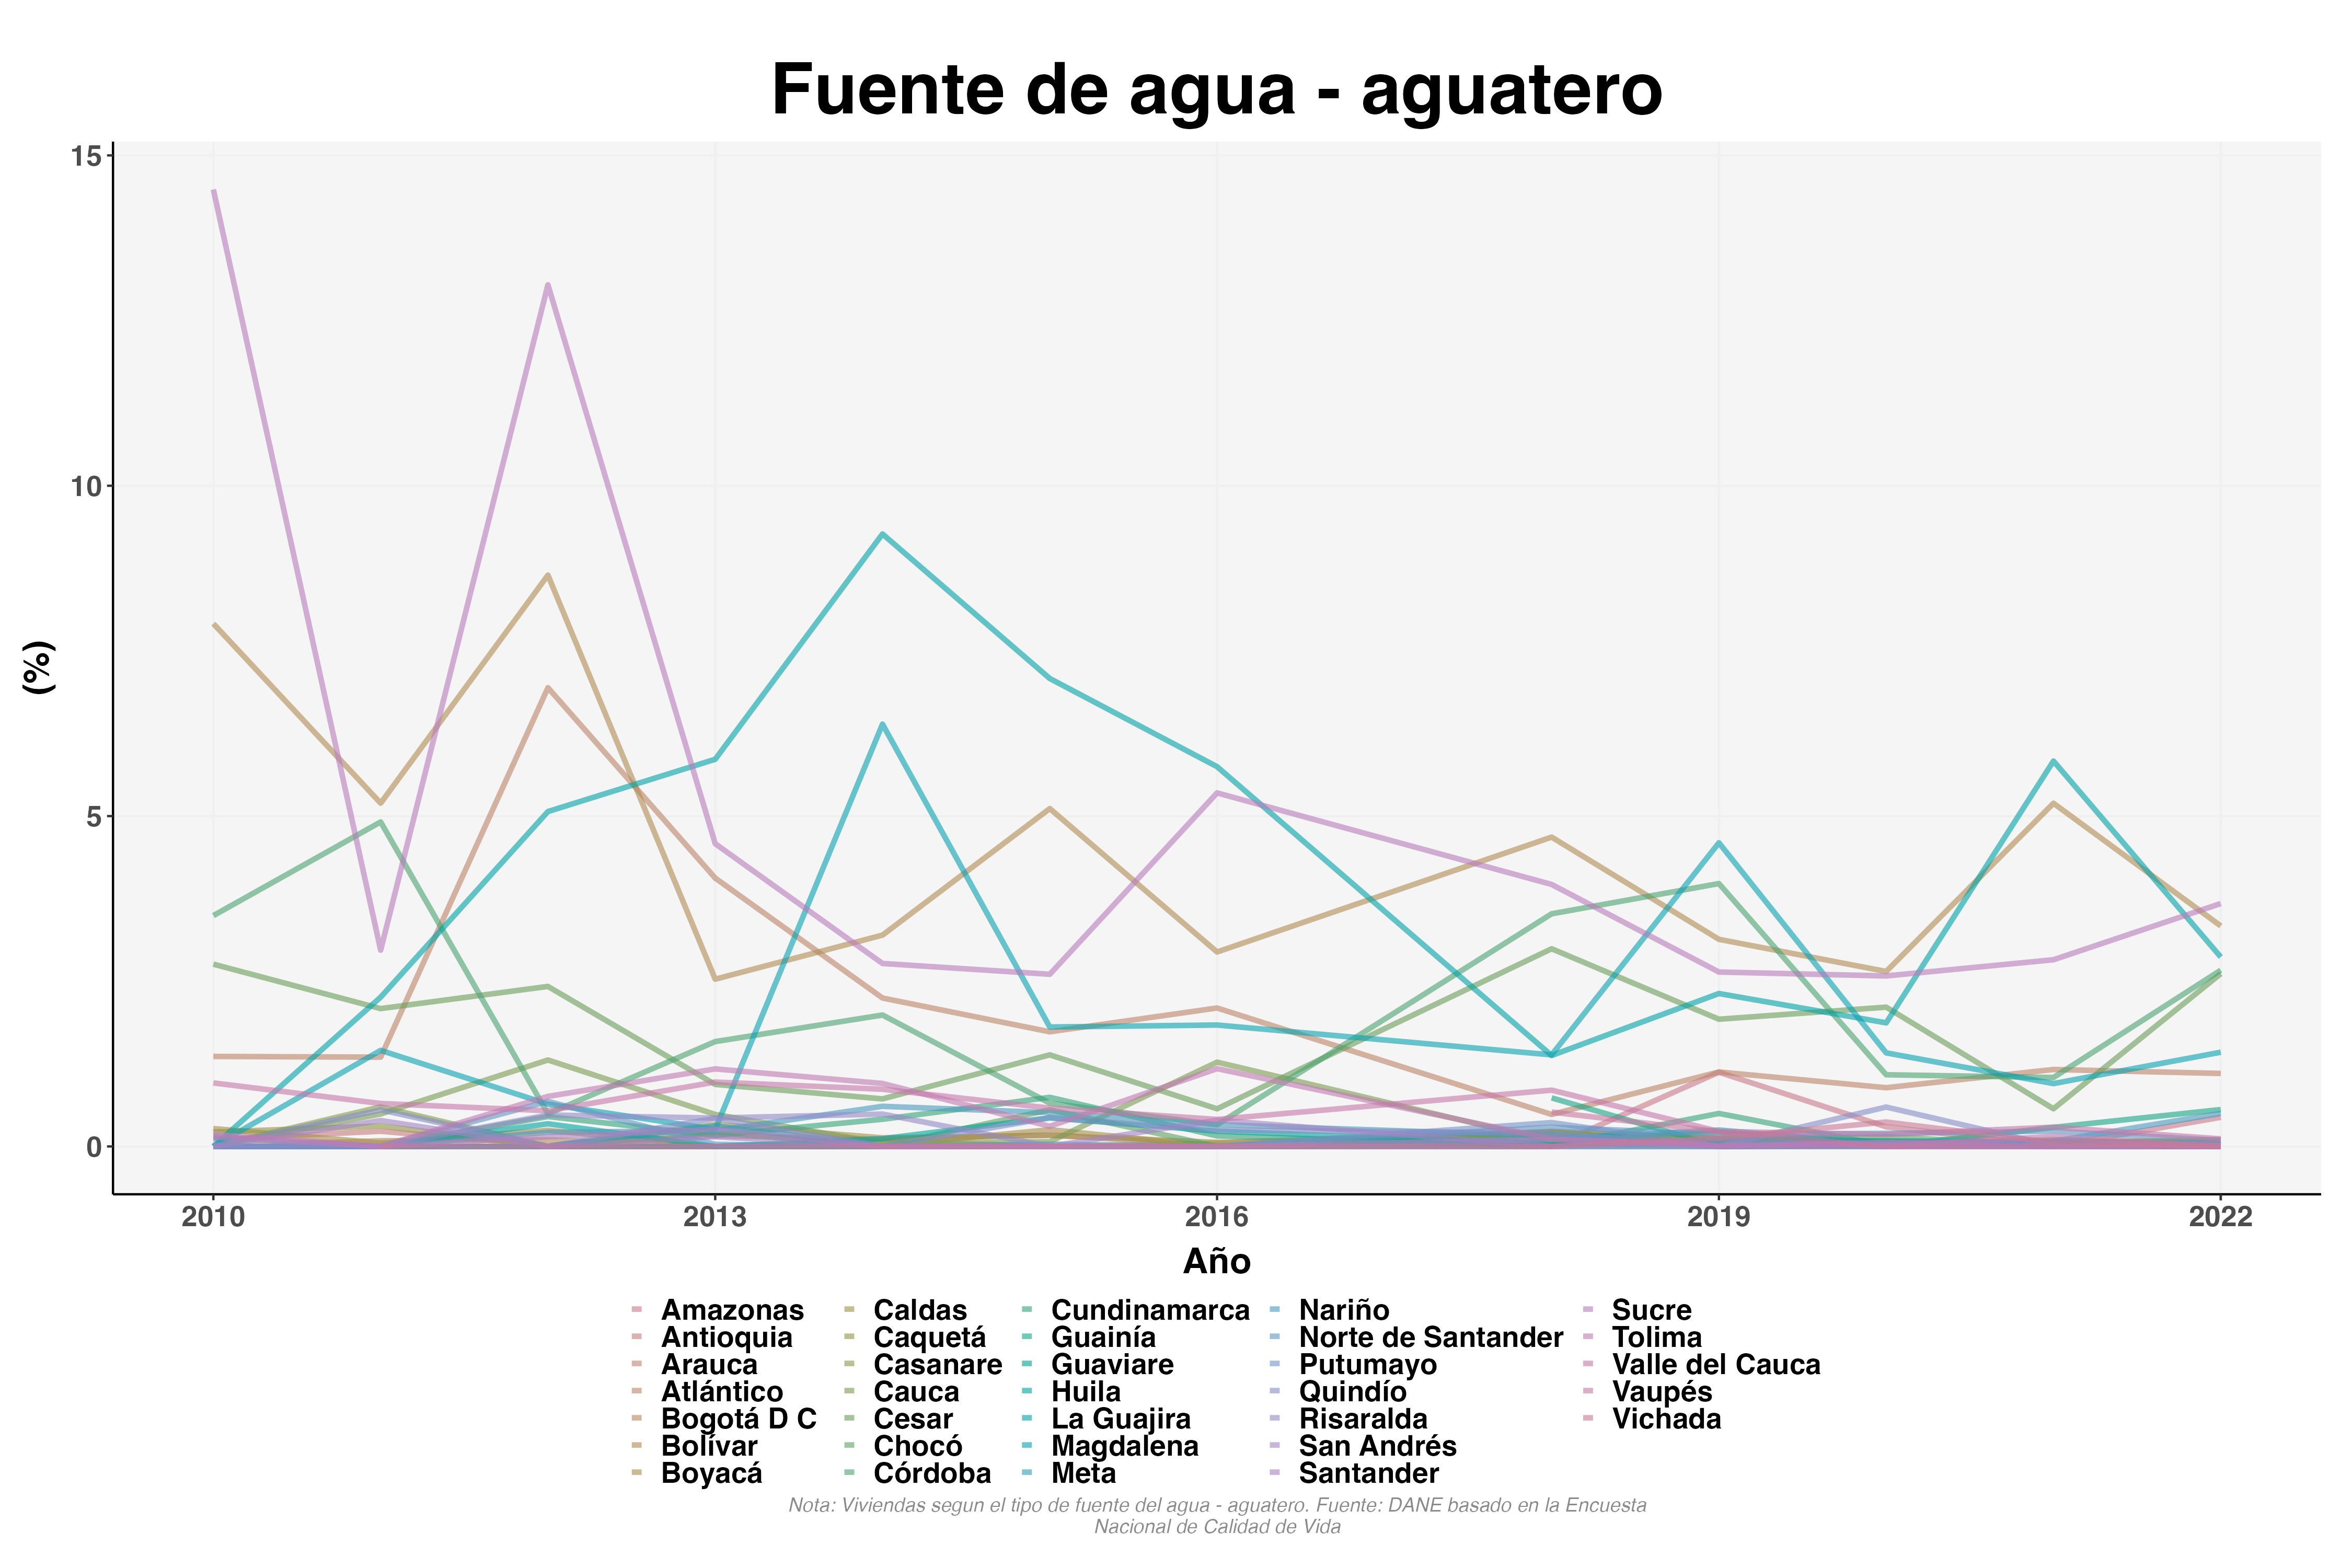 Fuente de agua - aguatero
15
10
5
0
(%)
2010 2013 2016 2019 2022
Año
Amazonas Caldas Cundinamarca Nariño Sucre
Antioquia Caquetá Guainía Norte de Santander Tolima
Arauca Casanare Guaviare Putumayo Valle del Cauca
Atlántico Cauca Huila Quindío Vaupés
Bogotá D C Cesar La Guajira Risaralda Vichada
Bolívar Chocó Magdalena San Andrés
Boyacá Córdoba Meta Santander
Nota: Viviendas segun el tipo de fuente del agua - aguatero. Fuente: DANE basado en la Encuesta
Nacional de Calidad de Vida